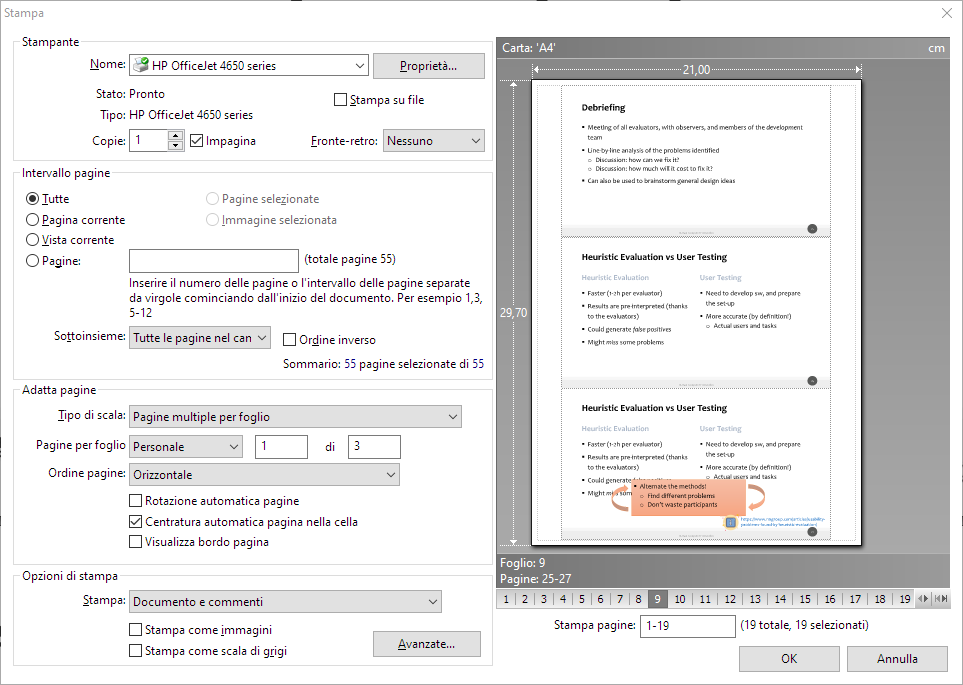 Stampa
Stampante
Nome: HP OfficeJet 4650 series
Proprietà...
Stato: Pronto
Stampa su file
Tipo: HP OfficeJet 4650 series
Copie: 1
Impagina
Fronte-retro: Nessuno
Intervallo pagine
Tutte
Pagine selezionate
Pagina corrente
Immagine selezionata
Vista corrente
Pagine:
(totale pagine 55)
Inserire il numero delle pagine o l'intervallo delle pagine separate
da virgole cominciando dall'inizio del documento. Per esempio 1,3,
5-12
Sottoinsieme: Tutte le pagine nel can
Ordine inverso
Sommario: 55 pagine selezionate di 55
Adatta pagine
Tipo di scala: Pagine multiple per foglio
Pagine per foglio Personale 1 di 3
Ordine pagine: Orizzontale
Rotazione automatica pagine
Centratura automatica pagina nella cella
Visualizza bordo pagina
Opzioni di stampa
Stampa: Documento e commenti
Stampa come immagini
Stampa come scala di grigi
Avanzate...
Carta: 'A4' cm
21,00
29,70
Debriefing
• Meeting of all evaluators, with observers, and members of the development
team
• Line-by-line analysis of the problems identified
o Discussion: how can we fix it?
o Discussion: how much will it cost to fix it?
• Can also be used to brainstorm general design ideas
Heuristic Evaluation vs User Testing
Heuristic Evaluation
• Faster (1-2h per evaluator)
• Results are pre-interpreted (thanks
to the evaluators)
• Could generate false positives
• Might miss some problems
User Testing
• Need to develop sw, and prepare
the set-up
• More accurate (by definition!)
o Actual users and tasks
Heuristic Evaluation vs User Testing
Heuristic Evaluation
• Faster (1-2h per evaluator)
• Results are pre-interpreted (thanks
to the evaluators)
• Could generate
• Might miss som
User Testing
• Need to develop sw, and prepare
the set-up
• More accurate (by definition!)
o Actual users and tasks
• Alternate the methods!
o Find different problems
o Don't waste participants
Foglio: 9
Pagine: 25-27
1 2 3 4 5 6 7 8 9 10 11 12 13 14 15 16 17 18 19
Stampa pagine: 1-19 (19 totale, 19 selezionati)
OK
Annulla